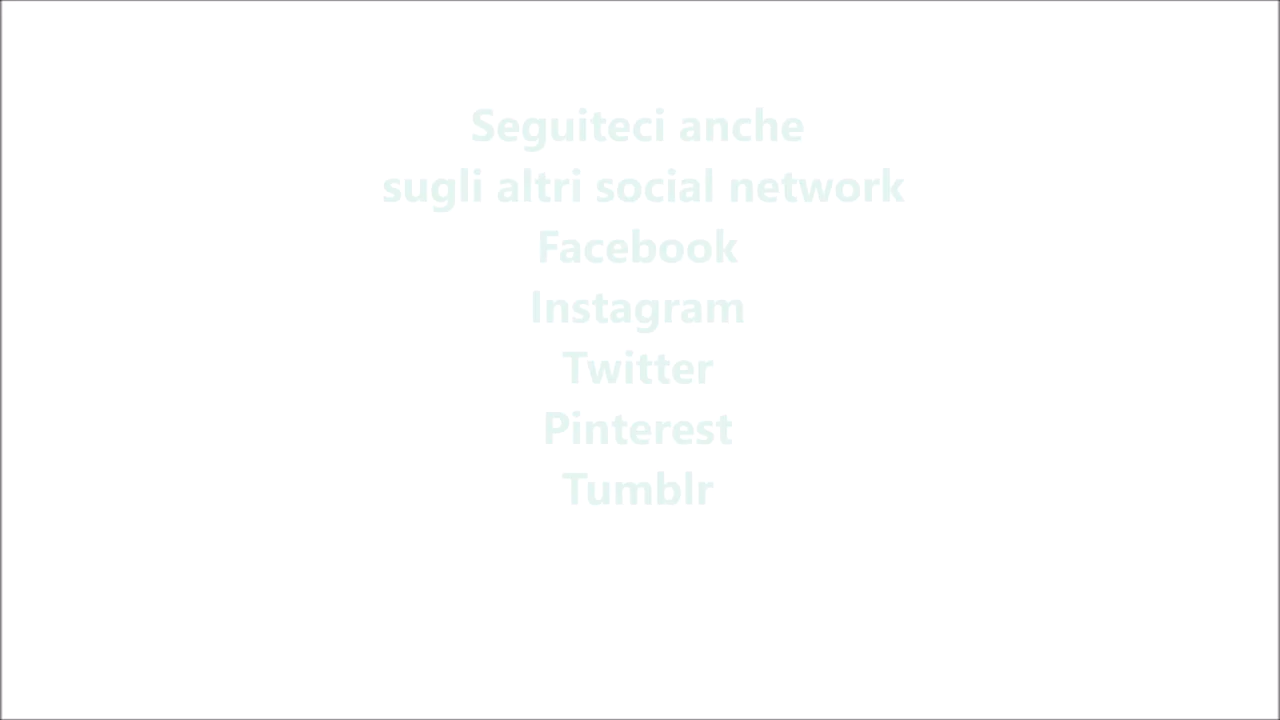 Seguiteci anche
sugli altri social network
Facebook
Instagram
Twitter
Pinterest
Tumblr